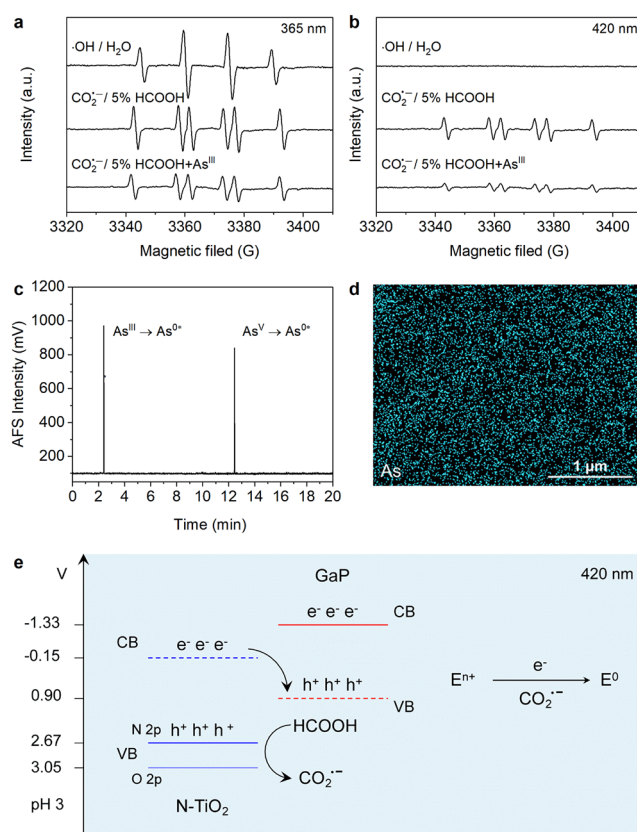 a
365 nm
·OH / H₂O
CO₂•−/ 5% HCOOH
CO₂•−/ 5% HCOOH+Asᴵᴵᴵ
Intensity (a.u.)
3320 3340 3360 3380 3400
Magnetic filed (G)
b
420 nm
·OH / H₂O
CO₂•−/ 5% HCOOH
CO₂•−/ 5% HCOOH+Asᴵᴵᴵ
Intensity (a.u.)
3320 3340 3360 3380 3400
Magnetic filed (G)
c
1200
1000
800
600
400
200
Asᴵᴵᴵ → As⁰*
Asⱽ → As⁰*
AFS Intensity (mV)
0 2 4 6 8 10 12 14 16 18 20
Time (min)
d
As
1 µm
e
V
GaP
420 nm
-1.33
e⁻ e⁻ e⁻
CB
CB
-0.15
e⁻ e⁻ e⁻
Eⁿ⁺
e⁻
CO₂•−
E⁰
0.90
h⁺ h⁺ h⁺
VB
HCOOH
2.67
N 2p
h⁺ h⁺ h⁺
VB
3.05
O 2p
CO₂•−
pH 3
N-TiO₂